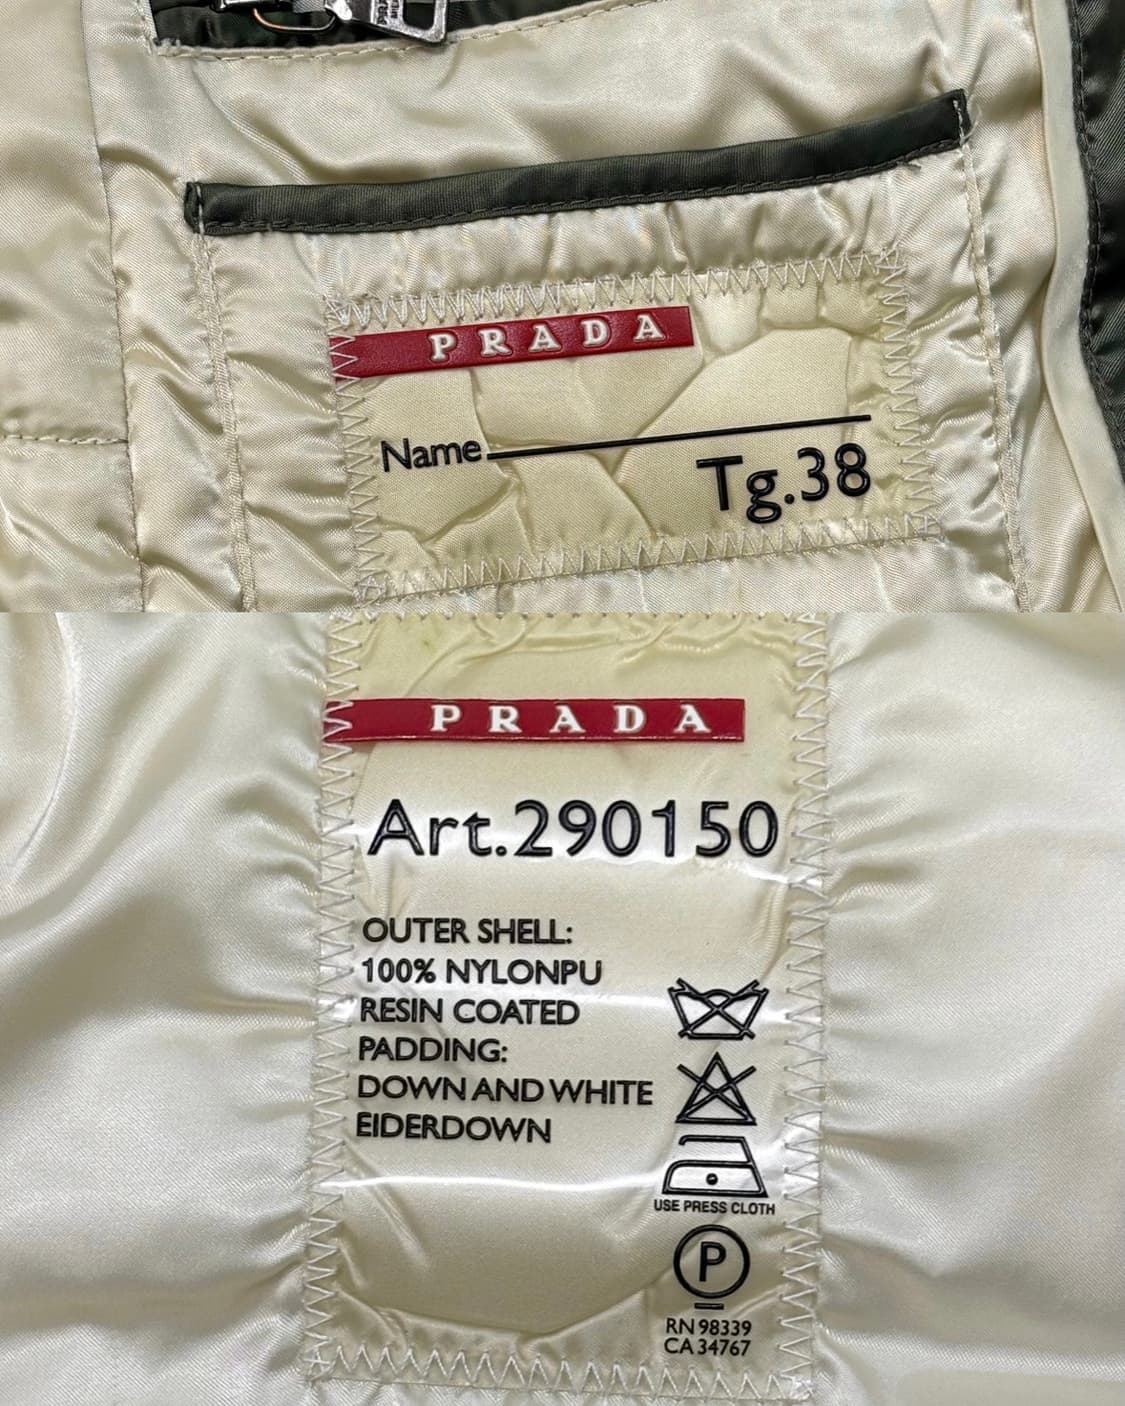 PRADA
Name
Tg.38
PRADA
Art.290150
OUTER SHELL:
100% NYLONPU
RESIN COATED
PADDING:
DOWN AND WHITE
EIDERDOWN
USE PRESS CLOTH
P
RN 98339
CA 34767